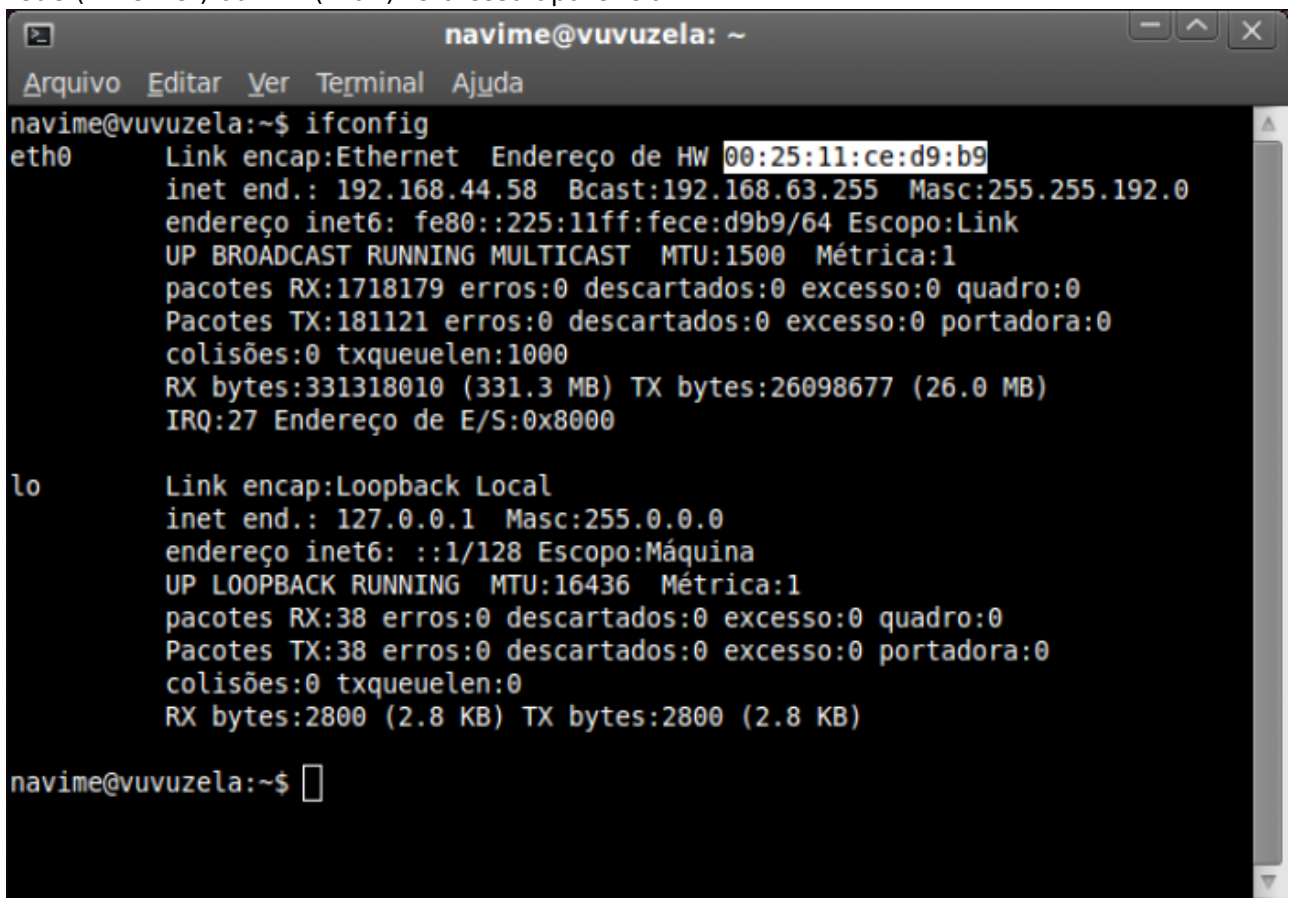 navime@vuvuzela: ~
Arquivo Editar Ver Terminal Ajuda
navime@vuvuzela:~$ ifconfig
eth0 Link encap:Ethernet Endereço de HW 00:25:11:ce:d9:b9
inet end.: 192.168.44.58 Bcast:192.168.63.255 Masc:255.255.192.0
endereço inet6: fe80::225:11ff:fece:d9b9/64 Escopo:Link
UP BROADCAST RUNNING MULTICAST MTU:1500 Métrica:1
pacotes RX:1718179 erros:0 descartados:0 excesso:0 quadro:0
Pacotes TX:181121 erros:0 descartados:0 excesso:0 portadora:0
colisões:0 txqueuelen:1000
RX bytes:331318010 (331.3 MB) TX bytes:26098677 (26.0 MB)
IRQ:27 Endereço de E/S:0x8000
lo Link encap:Loopback Local
inet end.: 127.0.0.1 Masc:255.0.0.0
endereço inet6: ::1/128 Escopo:Máquina
UP LOOPBACK RUNNING MTU:16436 Métrica:1
pacotes RX:38 erros:0 descartados:0 excesso:0 quadro:0
Pacotes TX:38 erros:0 descartados:0 excesso:0 portadora:0
colisões:0 txqueuelen:0
RX bytes:2800 (2.8 KB) TX bytes:2800 (2.8 KB)
navime@vuvuzela:~$